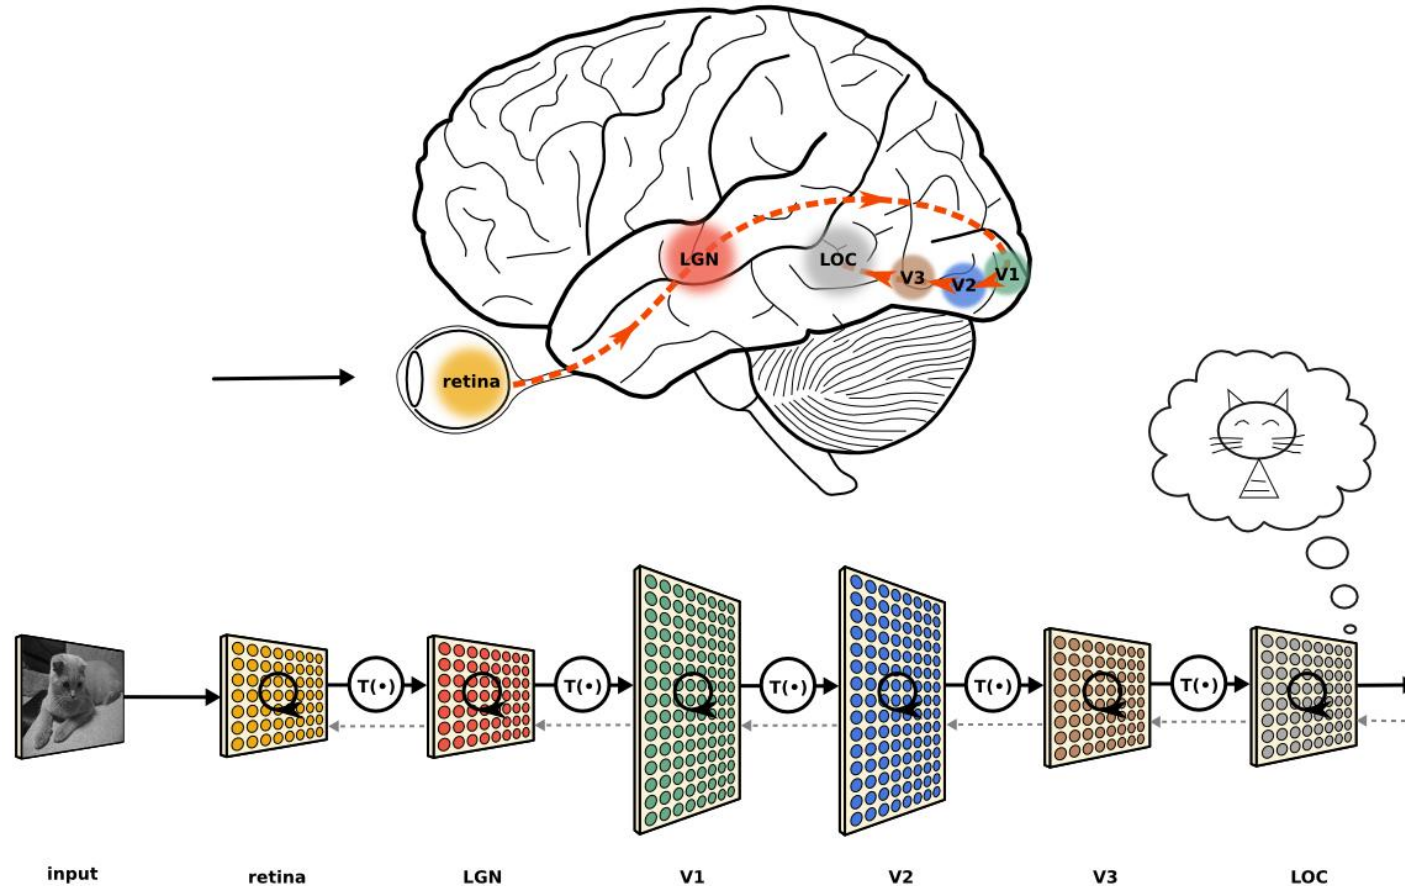 LGN
LOC
V3
V2
V1
retina
T(•)
T(•)
T(•)
T(•)
T(•)
input
retina
LGN
V1
V2
V3
LOC